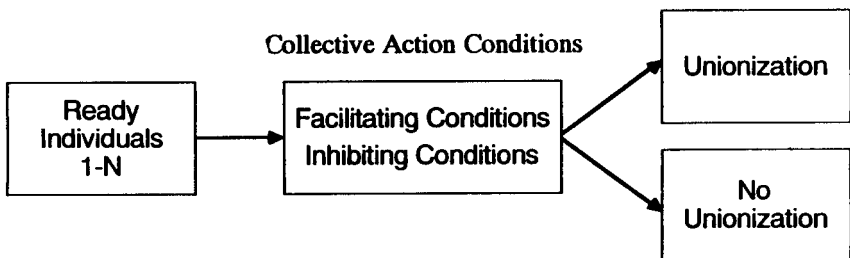 Collective Action Conditions
Ready
Individuals
1-N
Facilitating Conditions
Inhibiting Conditions
Unionization
No
Unionization